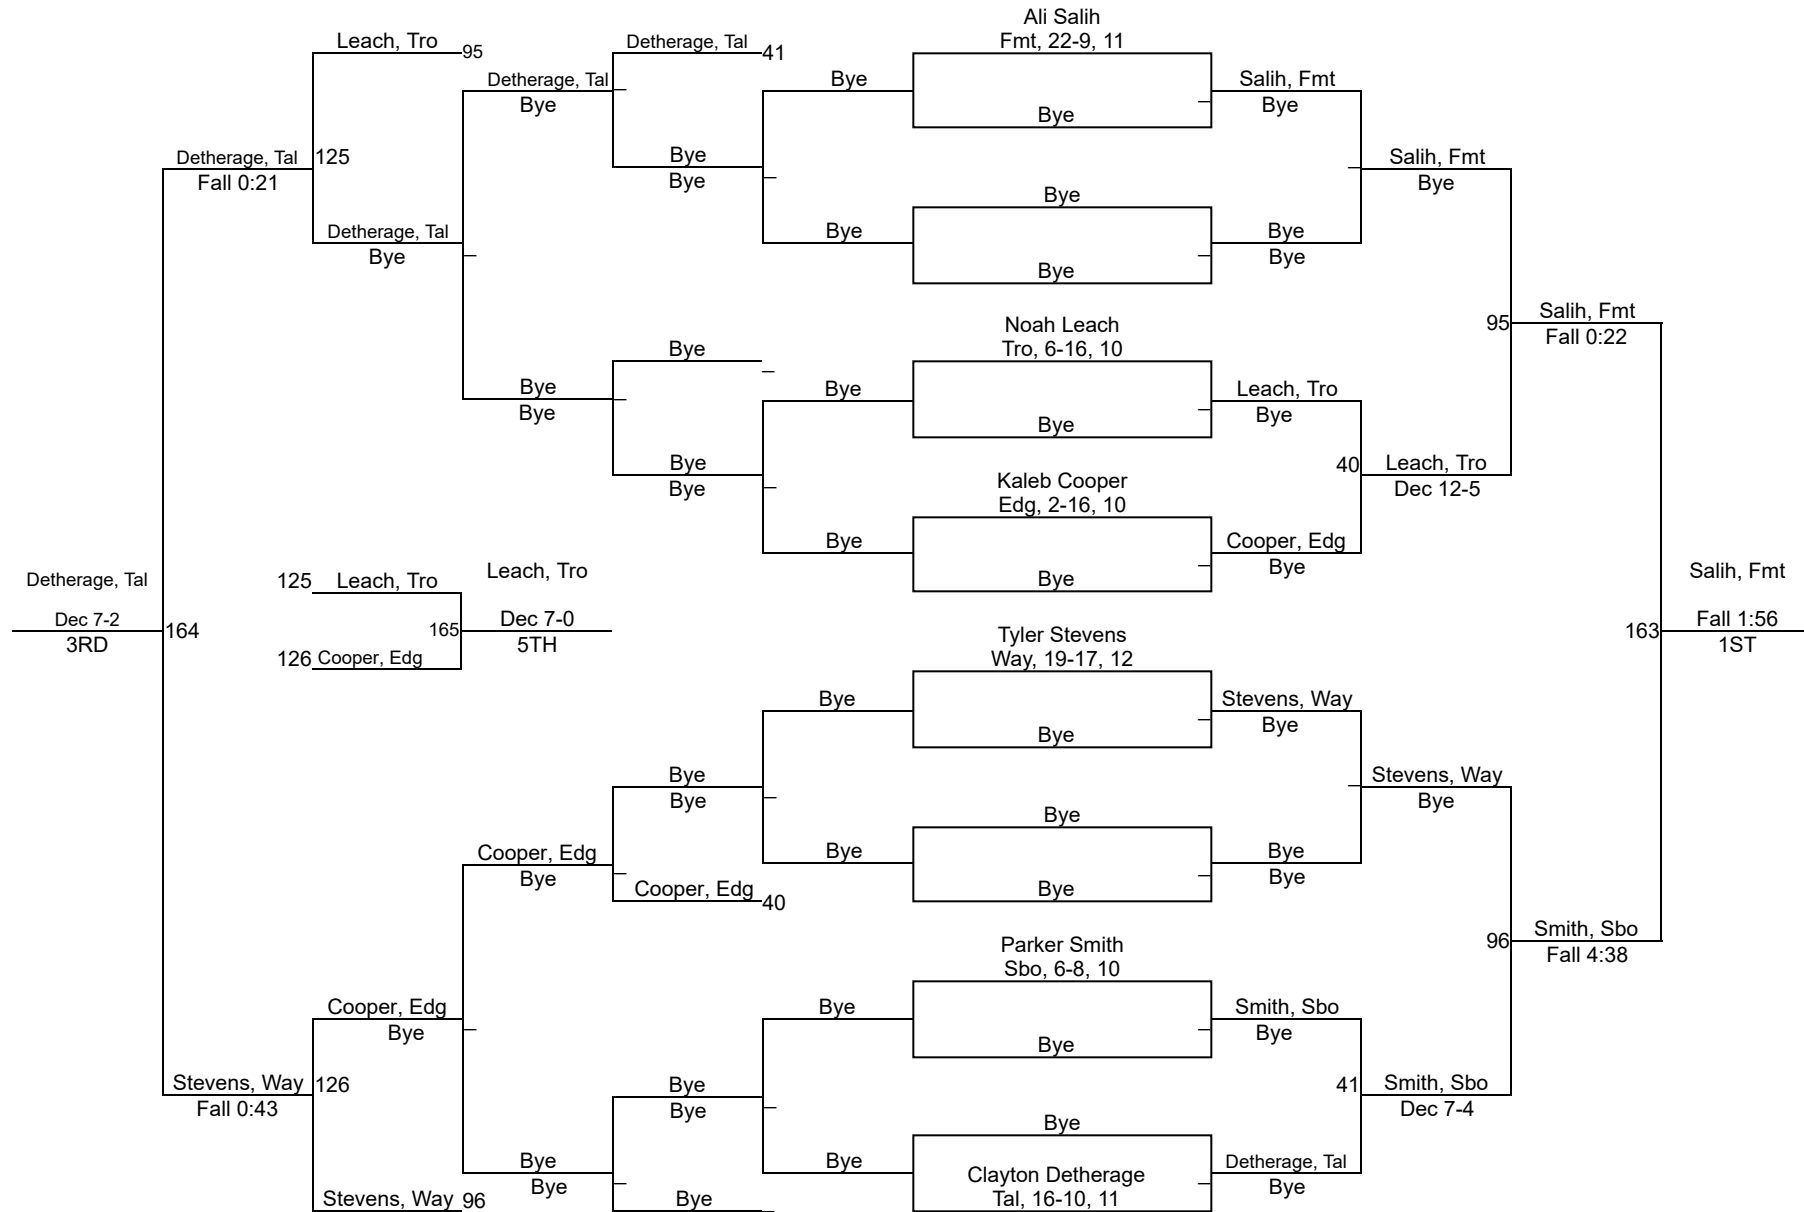 Ali Salih
Leach, Tro 95
Detherage, Tal 41
Fmt, 22-9, 11
Detherage, Tal
Bye
Salih, Fmt
Bye
Bye
Bye
Detherage, Tal 125
Bye
Salih, Fmt
Fall 0:21
Bye
Bye
Bye
Detherage, Tal
Bye
Bye
Bye
Bye
Bye
Salih, Fmt
95
Fall 0:22
Noah Leach
Bye
Tro, 6-16, 10
Bye
Bye
Leach, Tro
Bye
Bye
Bye
Bye
40 Leach, Tro
Bye
Kaleb Cooper
Dec 12-5
Edg, 2-16, 10
Bye
Cooper, Edg
Bye
Bye
Detherage, Tal
125 Leach, Tro
Leach, Tro
Salih, Fmt
Dec 7-2
164
165
Dec 7-0
163
Fall 1:56
3RD
126 Cooper, Edg
5TH
1ST
Tyler Stevens
Way, 19-17, 12
Bye
Stevens, Way
Bye
Bye
Bye
Stevens, Way
Bye
Bye
Bye
Cooper, Edg
Bye
Bye
Bye
Bye
Cooper, Edg 40
Bye
Parker Smith
96
Smith, Sbo
Fall 4:38
Sbo, 6-8, 10
Cooper, Edg
Bye
Smith, Sbo
Bye
Bye
Bye
Stevens, Way 126
Bye
41 Smith, Sbo
Fall 0:43
Bye
Dec 7-4
Bye
Bye
Bye
Detherage, Tal
Bye
Clayton Detherage
Bye
Stevens, Way 96
Bye
Tal, 16-10, 11